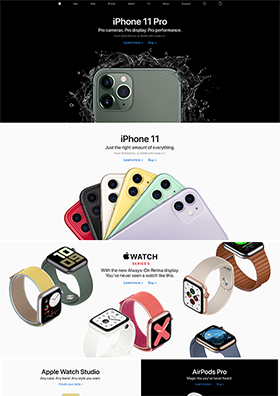 iPhone 11 Pro
Pro cameras. Pro display. Pro performance.
Learn more > Buy >
iPhone 11
Just the right amount of everything.
Learn more > Buy >
WATCH
SERIES 5
With the new Always-On Retina display.
You've never seen a watch like this.
Learn more > Buy >
Apple Watch Studio
Any case. Any band. Any style you want.
Create your style >
AirPods Pro
Magic like you've never heard.
Learn more > Buy >